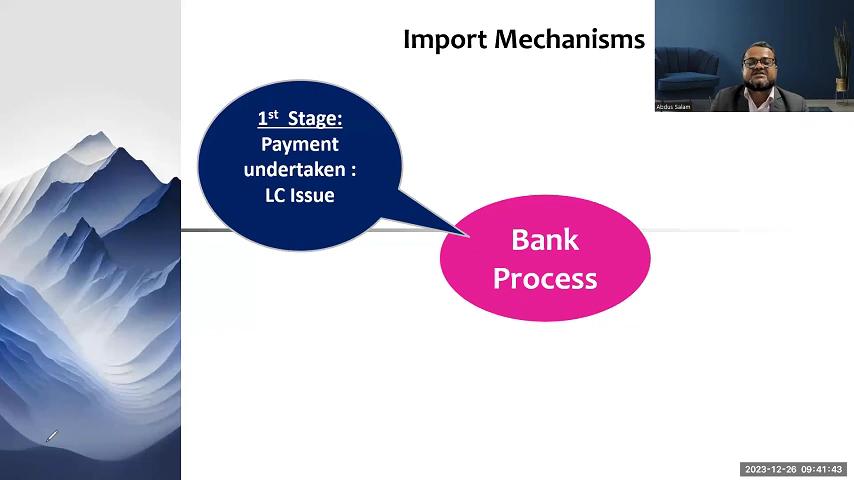 Import Mechanisms
Abdus Salam
1st Stage:
Payment
undertaken :
LC Issue
Bank
Process
2023-12-26 09:41:43